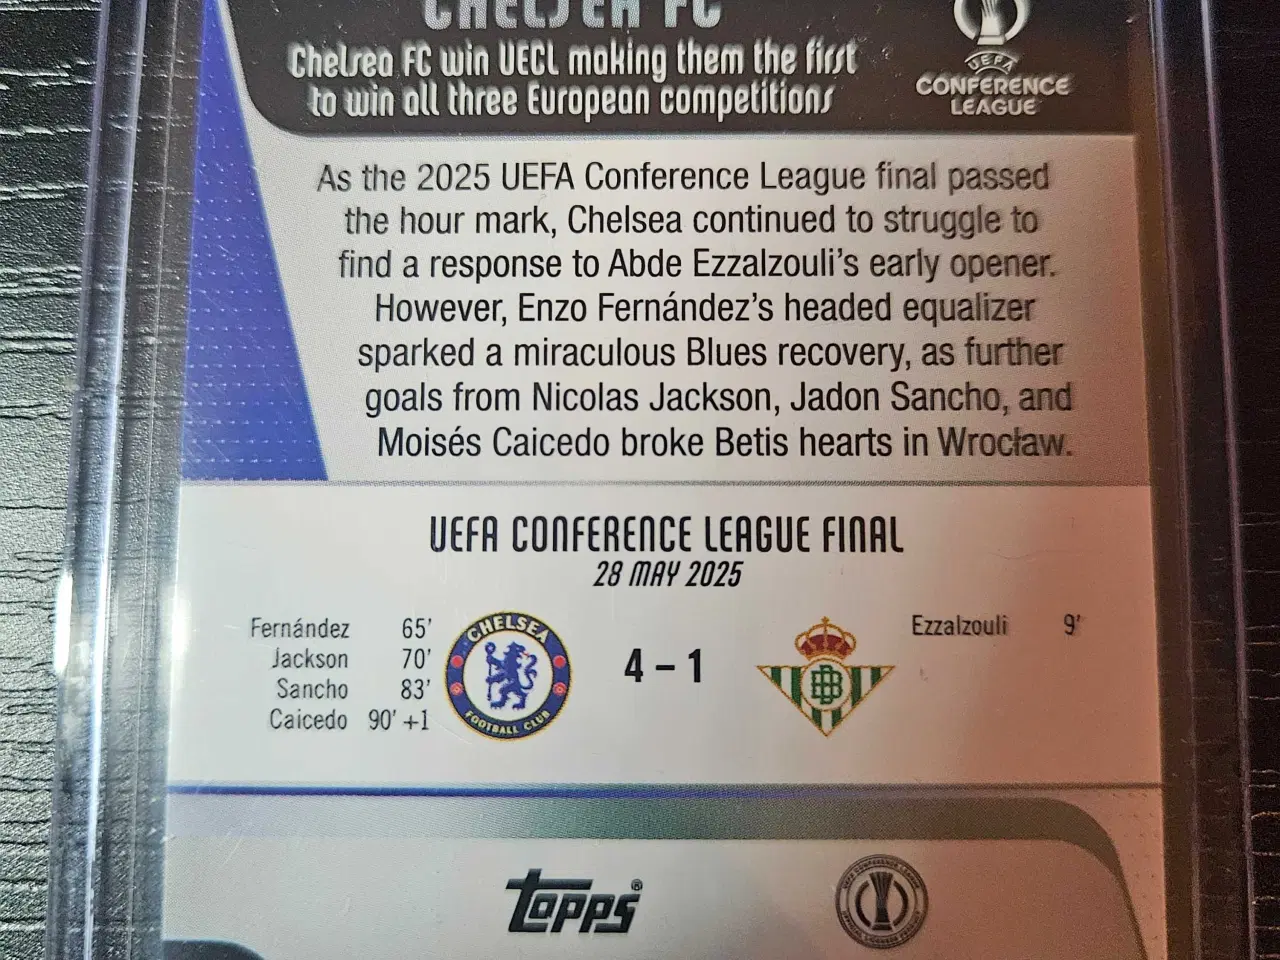 CHELSEA FC
Chelsea FC win UECL making them the first
to win all three European competitions
UEFA
CONFERENCE
LEAGUE
As the 2025 UEFA Conference League final passed
the hour mark, Chelsea continued to struggle to
find a response to Abde Ezzalzouli's early opener.
However, Enzo Fernández's headed equalizer
sparked a miraculous Blues recovery, as further
goals from Nicolas Jackson, Jadon Sancho, and
Moisés Caicedo broke Betis hearts in Wrocław.
UEFA CONFERENCE LEAGUE FINAL
28 MAY 2025
Fernández 65'
Jackson 70'
Sancho 83'
Caicedo 90' +1
CHELSEA
FOOTBALL CLUB
4 – 1
Ezzalzouli 9'
Topps®